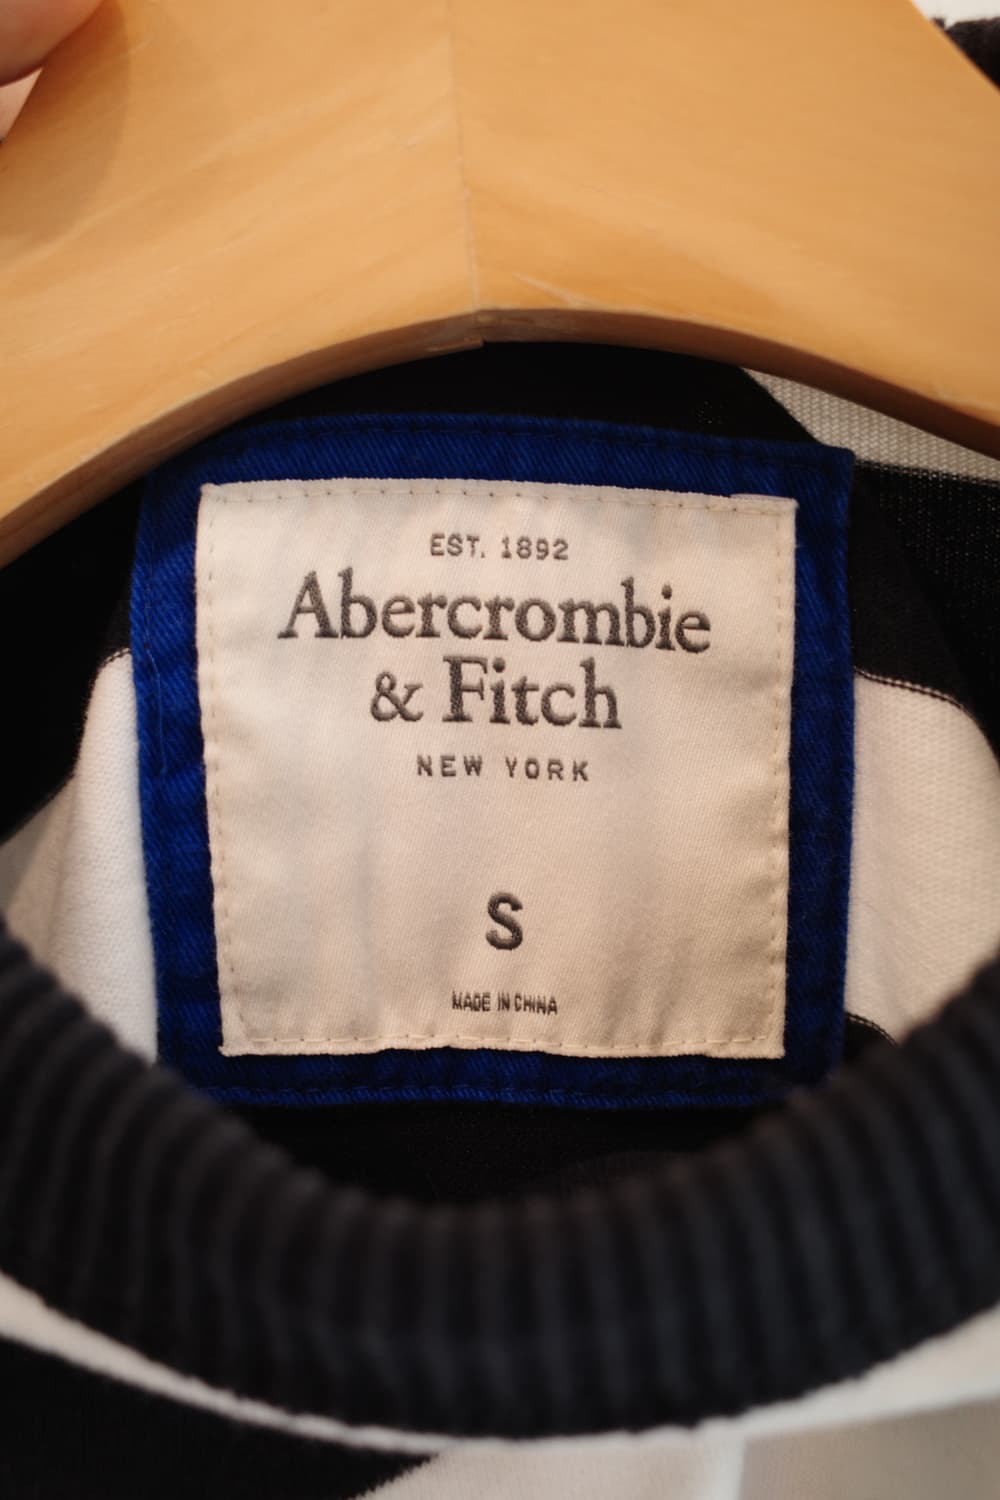 EST. 1892
Abercrombie
& Fitch
NEW YORK
S
MADE IN CHINA